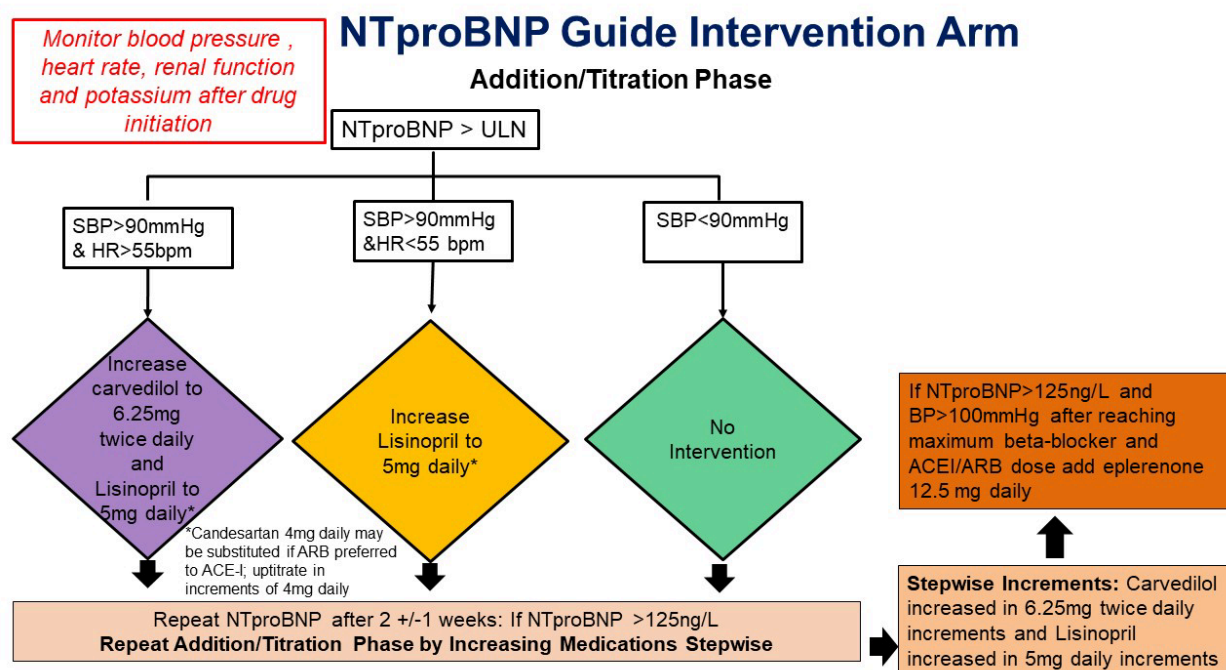 Monitor blood pressure ,
heart rate, renal function
and potassium after drug
initiation
NTproBNP Guide Intervention Arm
Addition/Titration Phase
NTproBNP > ULN
SBP>90mmHg
& HR>55bpm
SBP>90mmHg
&HR<55 bpm
SBP<90mmHg
Increase
carvedilol to
6.25mg
twice daily
and
Lisinopril to
5mg daily*
Increase
Lisinopril to
5mg daily*
No
Intervention
*Candesartan 4mg daily may
be substituted if ARB preferred
to ACE-I; uptitrate in
increments of 4mg daily
Repeat NTproBNP after 2 +/-1 weeks: If NTproBNP >125ng/L
Repeat Addition/Titration Phase by Increasing Medications Stepwise
Stepwise Increments: Carvedilol
increased in 6.25mg twice daily
increments and Lisinopril
increased in 5mg daily increments
If NTproBNP>125ng/L and
BP>100mmHg after reaching
maximum beta-blocker and
ACEI/ARB dose add eplerenone
12.5 mg daily